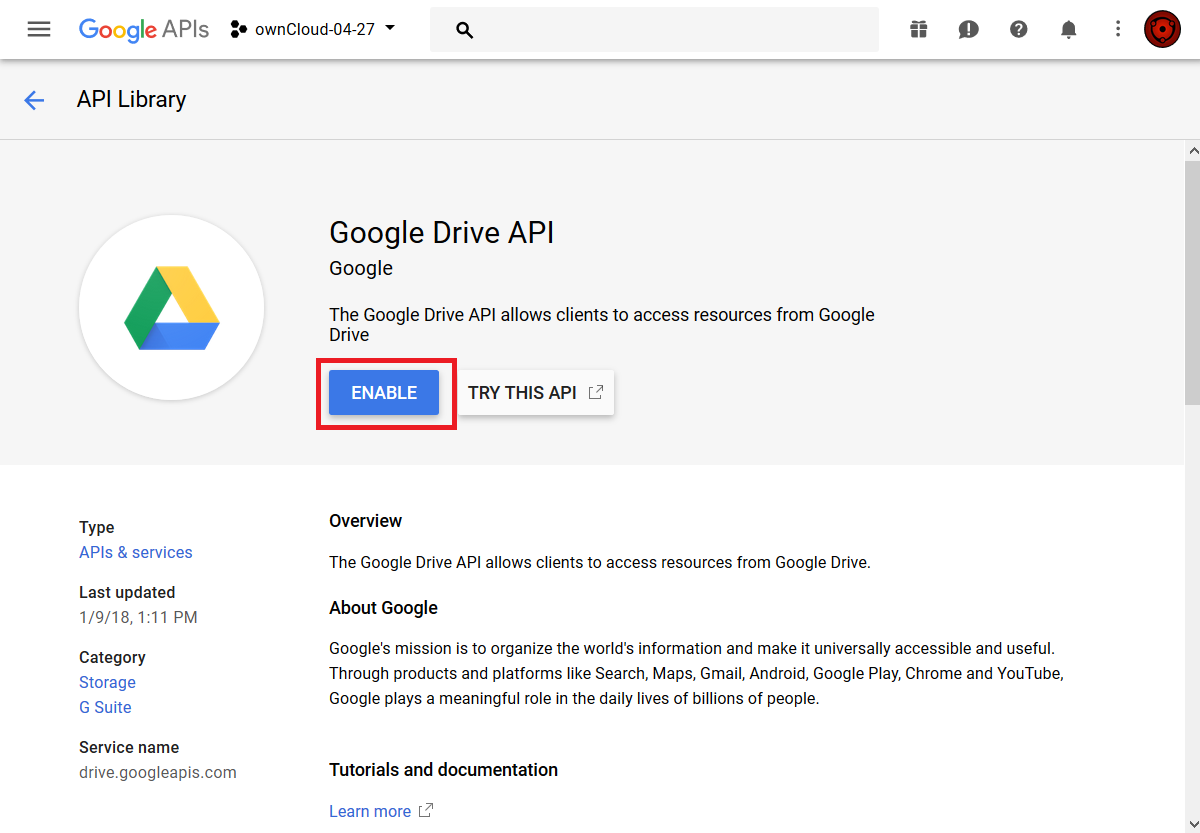 Google APIs ownCloud-04-27
API Library
Google Drive API
Google
The Google Drive API allows clients to access resources from Google
Drive
ENABLE TRY THIS API
Type
APIs & services
Last updated
1/9/18, 1:11 PM
Category
Storage
G Suite
Service name
drive.googleapis.com
Overview
The Google Drive API allows clients to access resources from Google Drive.
About Google
Google's mission is to organize the world's information and make it universally accessible and useful.
Through products and platforms like Search, Maps, Gmail, Android, Google Play, Chrome and YouTube,
Google plays a meaningful role in the daily lives of billions of people.
Tutorials and documentation
Learn more